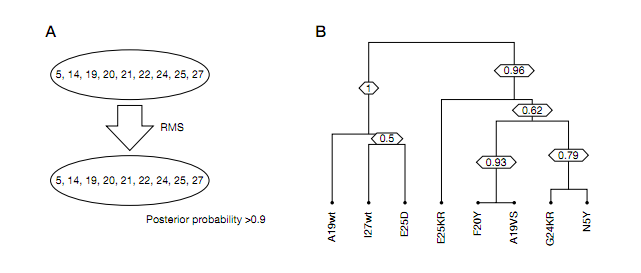 A
5, 14, 19, 20, 21, 22, 24, 25, 27
RMS
5, 14, 19, 20, 21, 22, 24, 25, 27
Posterior probability >0.9
B
0.96
1
0.62
0.5
0.93
0.79
A19wt
I27wt
E25D
E25KR
F20Y
A19VS
G24KR
N5Y